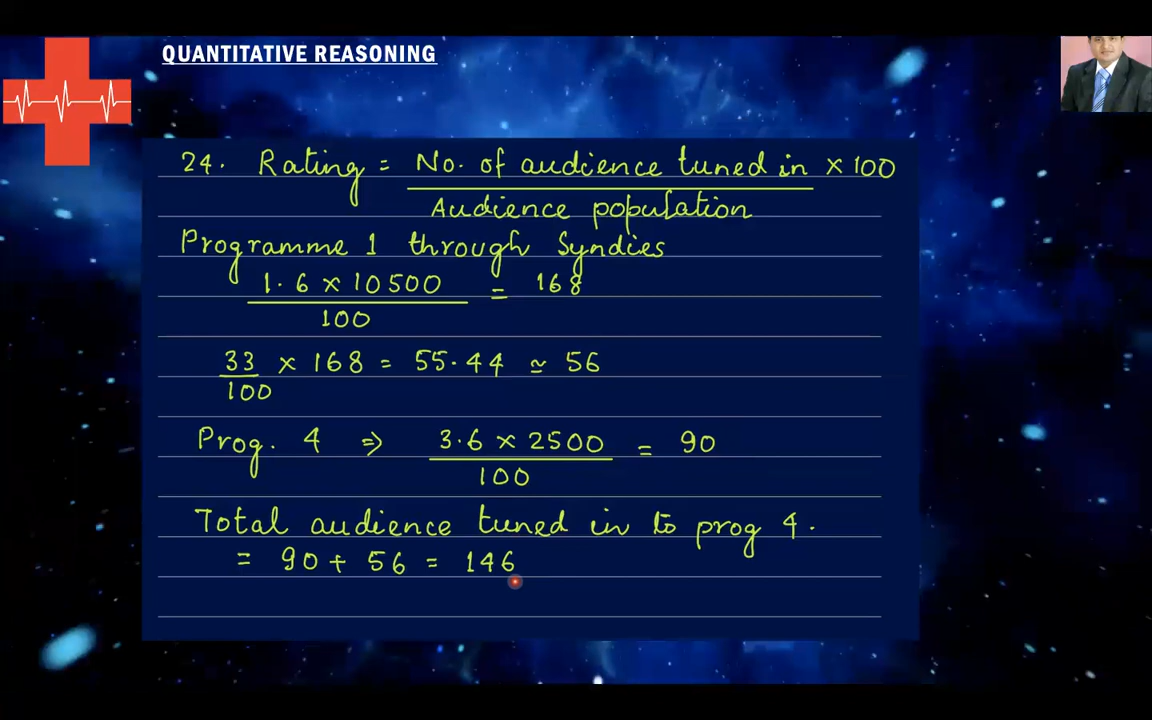 QUANTITATIVE REASONING
24. Rating = No. of audience tuned in × 100
Audience population
Programme 1 through Syndies
1.6 × 10500 = 168
100
33 × 168 = 55.44 ≃ 56
100
Prog. 4 ⇒ 3.6 × 2500 = 90
100
Total audience tuned in to prog 4.
= 90 + 56 = 146